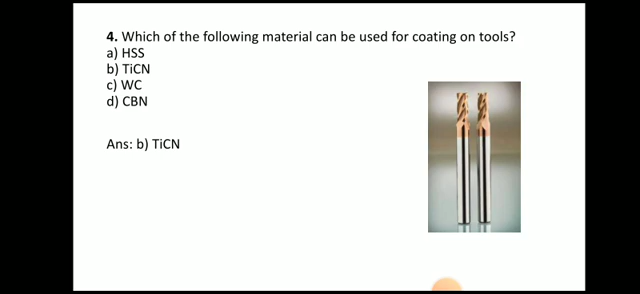 4. Which of the following material can be used for coating on tools?
a) HSS
b) TiCN
c) WC
d) CBN
Ans: b) TiCN